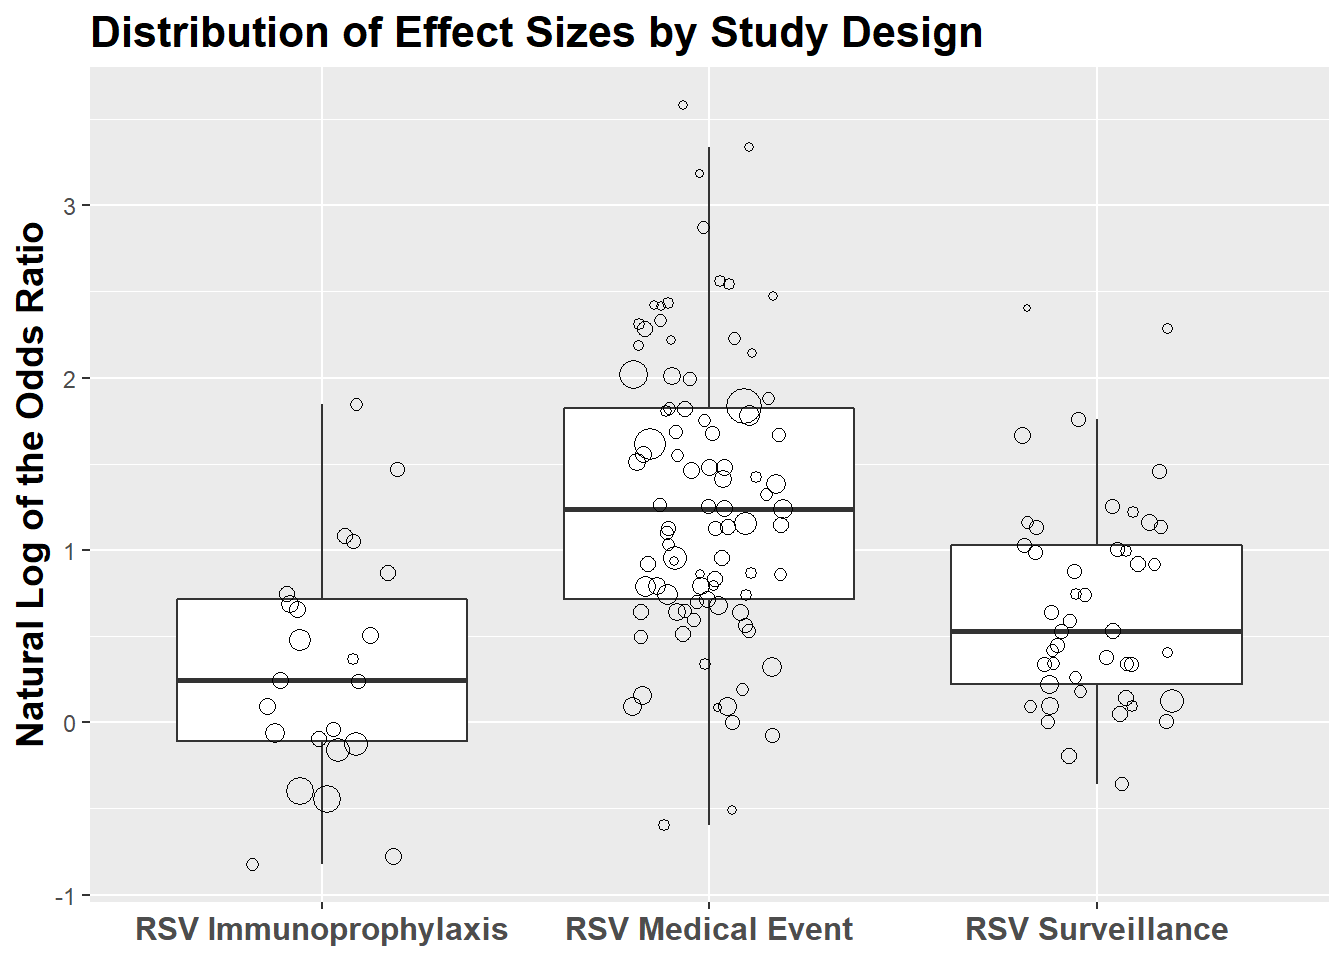 Distribution of Effect Sizes by Study Design
Natural Log of the Odds Ratio
3
2
1
0
-1
RSV Immunoprophylaxis
RSV Medical Event
RSV Surveillance